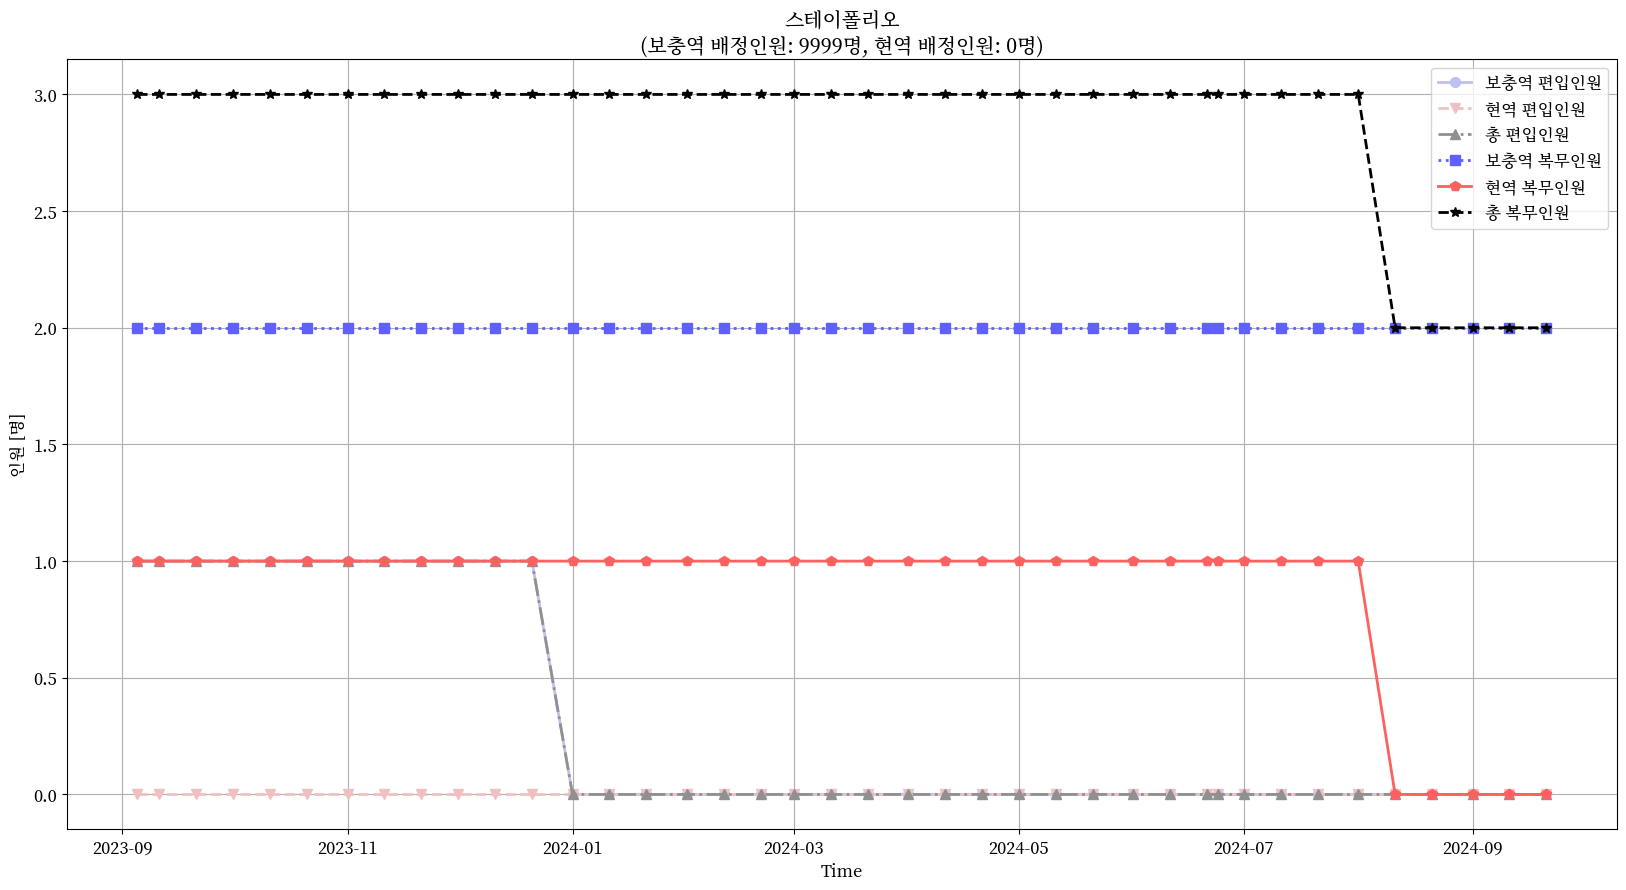 스테이폴리오
(보충역 배정인원: 9999명, 현역 배정인원: 0명)
보충역 편입인원
현역 편입인원
총 편입인원
보충역 복무인원
현역 복무인원
총 복무인원
인원 [명]
3.0
2.5
2.0
1.5
1.0
0.5
0.0
2023-09 2023-11 2024-01 2024-03 2024-05 2024-07 2024-09
Time